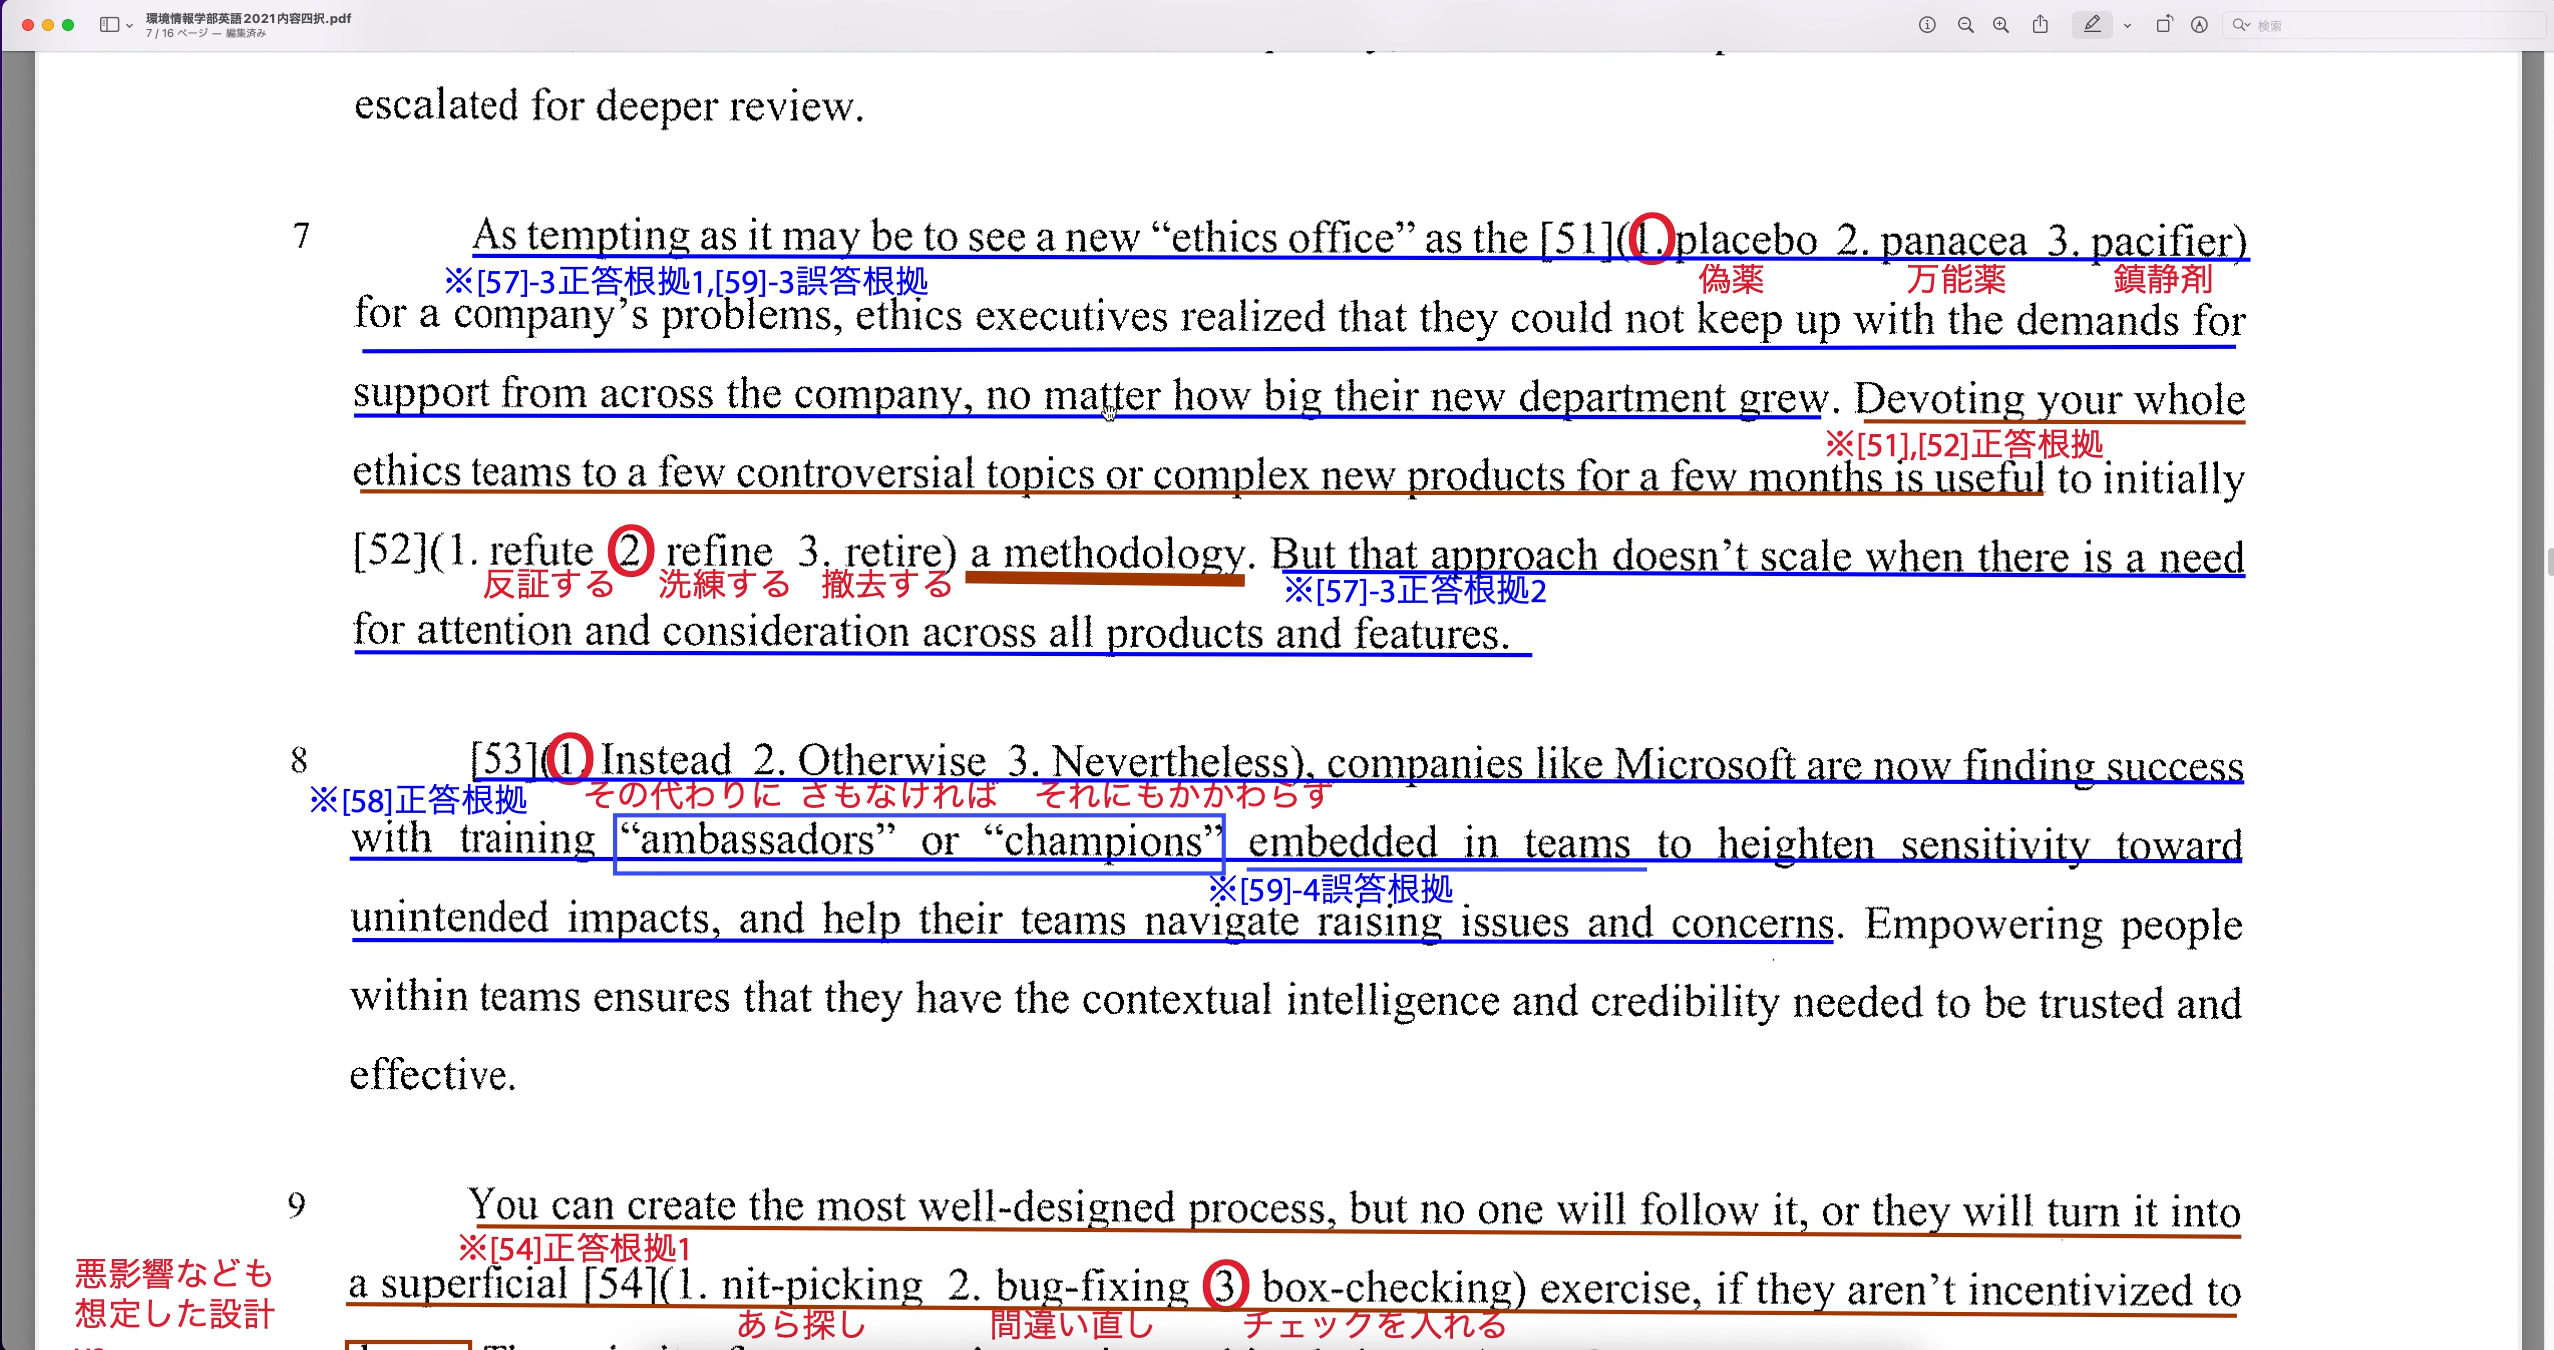 環境情報学部英語2021内容四択.pdf
7 / 16 ページ — 編集済み
検索
escalated for deeper review.
7 As tempting as it may be to see a new “ethics office” as the [51](1. placebo 2. panacea 3. pacifier)
※[57]-3正答根拠1,[59]-3誤答根拠 偽薬 万能薬 鎮静剤
for a company’s problems, ethics executives realized that they could not keep up with the demands for
support from across the company, no matter how big their new department grew. Devoting your whole
※[51],[52]正答根拠
ethics teams to a few controversial topics or complex new products for a few months is useful to initially
[52](1. refute 2 refine 3. retire) a methodology. But that approach doesn’t scale when there is a need
反証する 洗練する 撤去する ※[57]-3正答根拠2
for attention and consideration across all products and features.
8 [53](1. Instead 2. Otherwise 3. Nevertheless), companies like Microsoft are now finding success
※[58]正答根拠 その代わりに さもなければ それにもかかわらず
with training “ambassadors” or “champions” embedded in teams to heighten sensitivity toward
※[59]-4誤答根拠
unintended impacts, and help their teams navigate raising issues and concerns. Empowering people
within teams ensures that they have the contextual intelligence and credibility needed to be trusted and
effective.
9 You can create the most well-designed process, but no one will follow it, or they will turn it into
※[54]正答根拠1
悪影響なども
a superficial [54](1. nit-picking 2. bug-fixing 3 box-checking) exercise, if they aren’t incentivized to
想定した設計
あら探し 間違い直し チェックを入れる